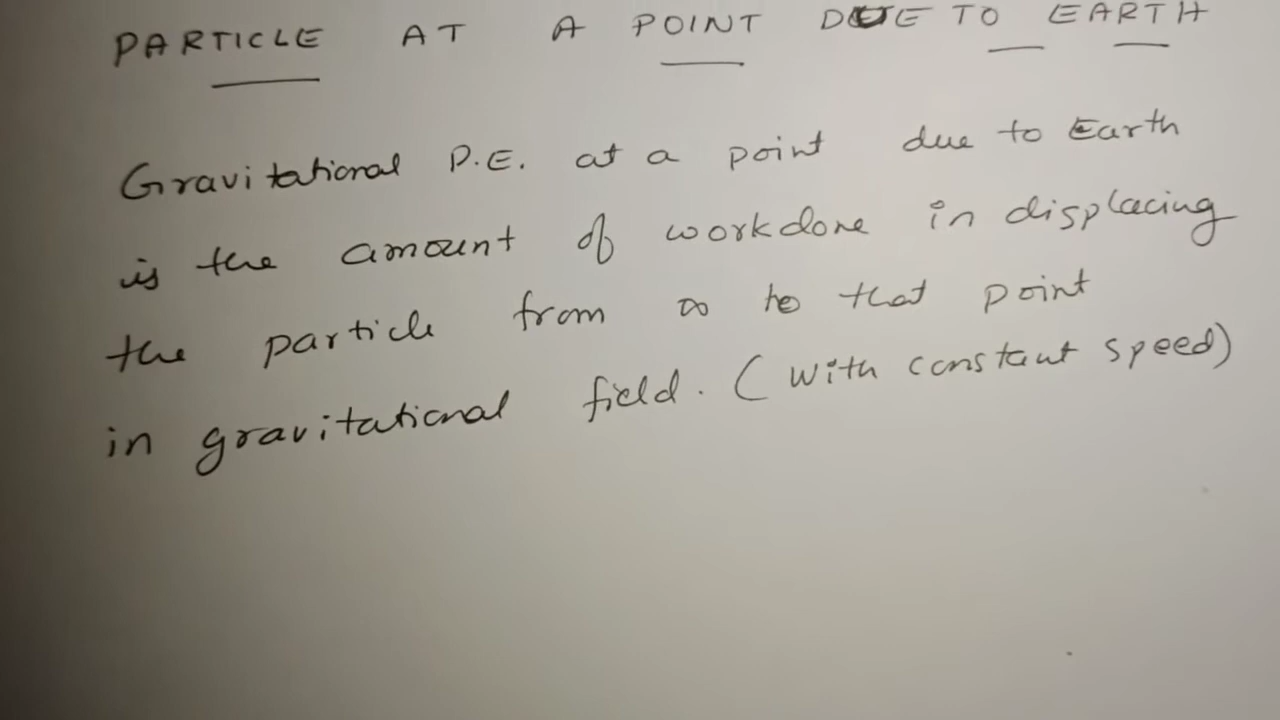 PARTICLE AT A POINT DUE TO EARTH
Gravitational P.E. at a point due to Earth
is the amount of workdone in displacing
the particle from ∞ to that point
in gravitational field. (with constant speed)